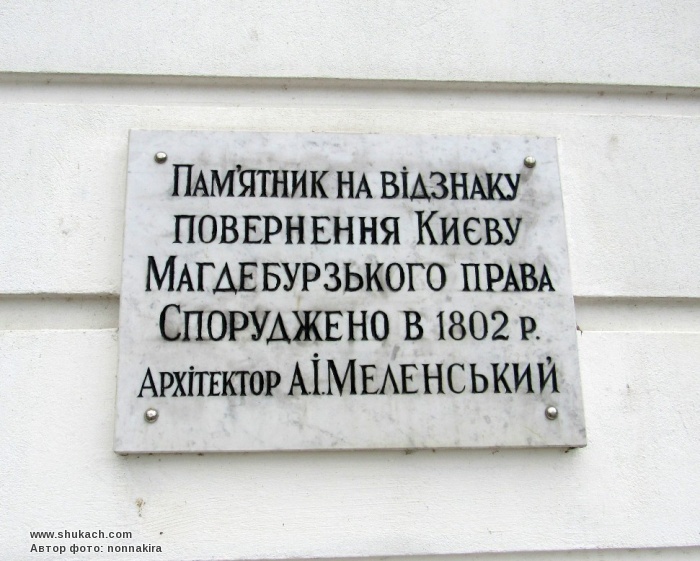 Пам'ятник на відзнаку
повернення Києву
Магдебурзького права
Споруджено в 1802 р.
Архітектор А.І.Меленський
www.shukach.com
Автор фото: nonnakira